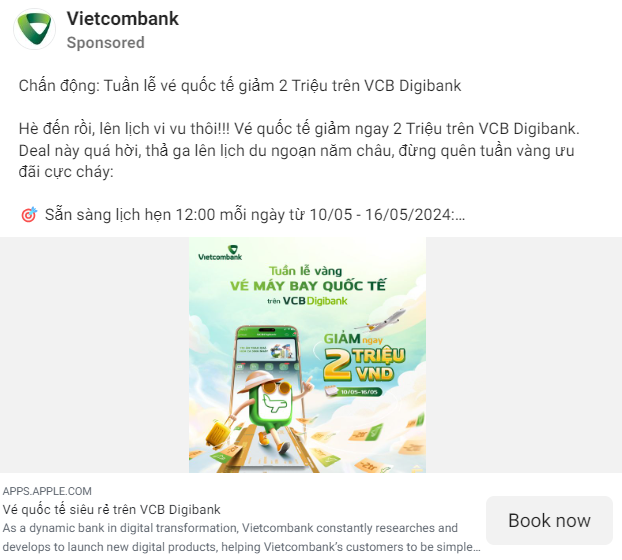 Vietcombank
Sponsored
Chấn động: Tuần lễ vé quốc tế giảm 2 Triệu trên VCB Digibank
Hè đến rồi, lên lịch vi vu thôi!!! Vé quốc tế giảm ngay 2 Triệu trên VCB Digibank.
Deal này quá hời, thả ga lên lịch du ngoạn năm châu, đừng quên tuần vàng ưu
đãi cực cháy:
🎯 Sẵn sàng lịch hẹn 12:00 mỗi ngày từ 10/05 - 16/05/2024:...
Vietcombank
Tuần lễ vàng
VÉ MÁY BAY QUỐC TẾ
trên VCB Digibank
GIẢM ngay
2 TRIỆU
VND
10/05-16/05
APPS.APPLE.COM
Vé quốc tế siêu rẻ trên VCB Digibank
As a dynamic bank in digital transformation, Vietcombank constantly researches and
develops to launch new digital products, helping Vietcombank’s customers to be simple...
Book now